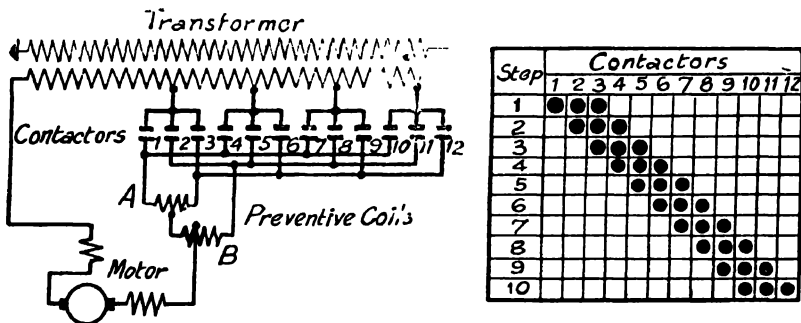 Transformer
Contactors
1 2 3 4 5 6 7 8 9 10 11 12
A
Preventive Coils
B
Motor
Step Contactors
1 2 3 4 5 6 7 8 9 10 11 12
1
2
3
4
5
6
7
8
9
10